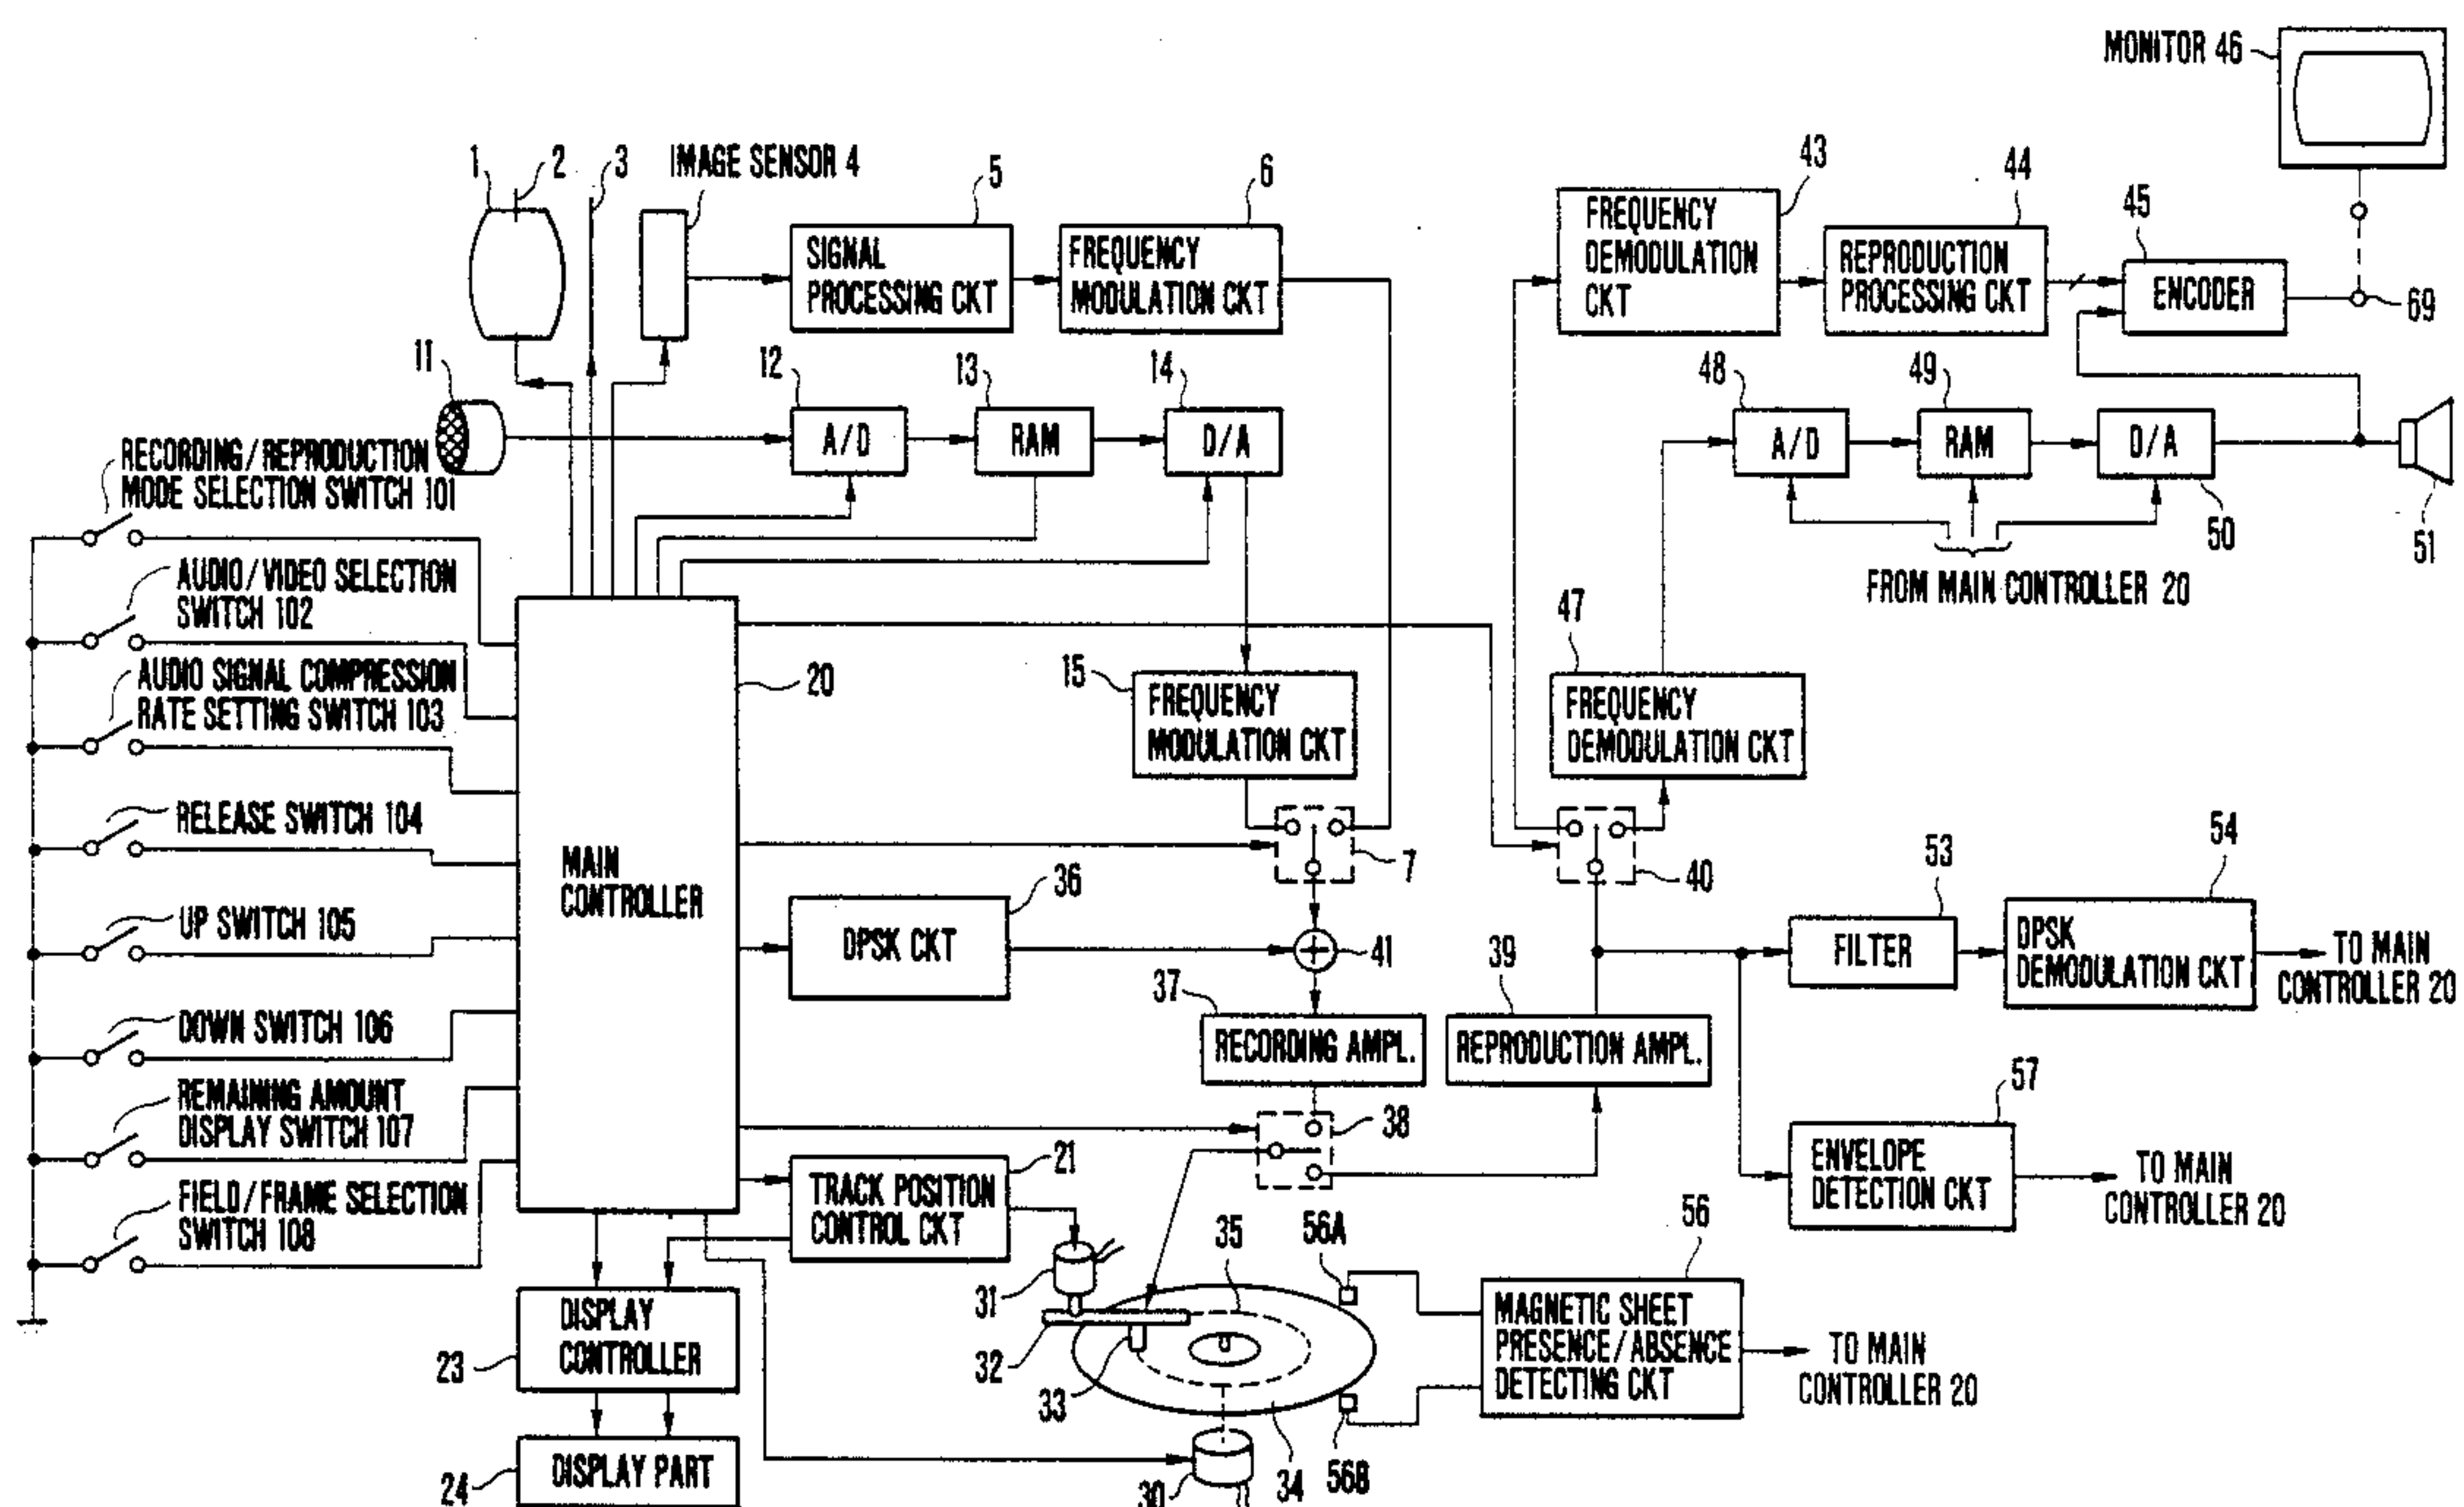 MONITOR 46
1
2
3
IMAGE SENSOR 4
5
6
43
44
45
SIGNAL
PROCESSING CKT
FREQUENCY
MODULATION CKT
FREQUENCY
DEMODULATION
CKT
REPRODUCTION
PROCESSING CKT
ENCODER
69
11
12
13
14
48
49
A/D
RAM
D/A
A/D
RAM
D/A
50
51
FROM MAIN CONTROLLER 20
RECORDING/REPRODUCTION
MODE SELECTION SWITCH 101
AUDIO/VIDEO SELECTION
SWITCH 102
AUDIO SIGNAL COMPRESSION
RATE SETTING SWITCH 103
RELEASE SWITCH 104
UP SWITCH 105
DOWN SWITCH 106
REMAINING AMOUNT
DISPLAY SWITCH 107
FIELD/FRAME SELECTION
SWITCH 108
MAIN
CONTROLLER
20
15
FREQUENCY
MODULATION CKT
47
FREQUENCY
DEMODULATION CKT
7
40
36
DPSK CKT
41
53
FILTER
54
DPSK
DEMODULATION CKT
TO MAIN
CONTROLLER 20
37
RECORDING AMPL.
39
REPRODUCTION AMPL.
38
57
ENVELOPE
DETECTION CKT
TO MAIN
CONTROLLER 20
21
TRACK POSITION
CONTROL CKT
31
32
33
35
56A
56
MAGNETIC SHEET
PRESENCE/ABSENCE
DETECTING CKT
TO MAIN
CONTROLLER 20
23
DISPLAY
CONTROLLER
24
DISPLAY PART
30
34
56B